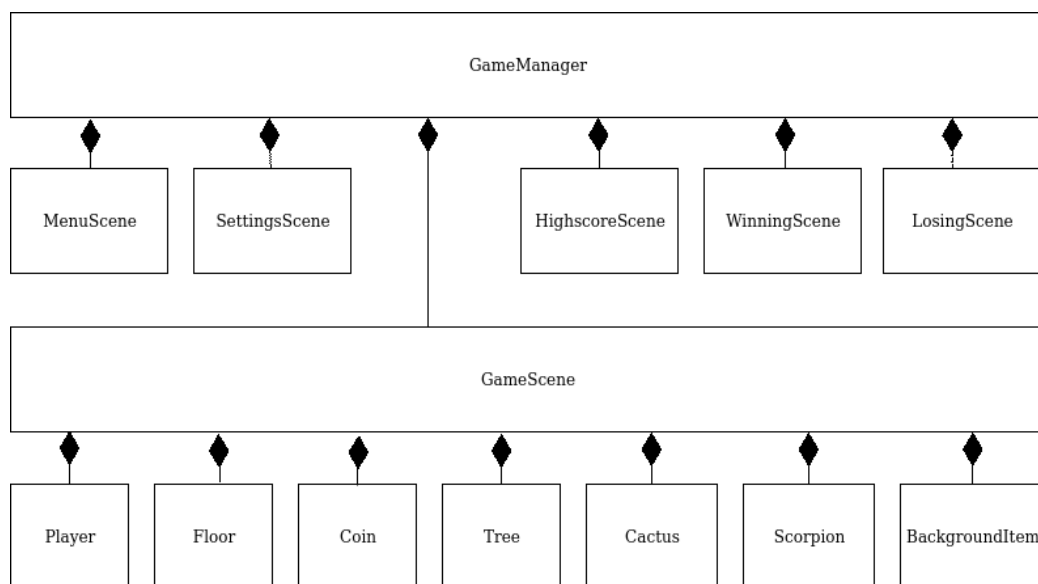 GameManager
MenuScene
SettingsScene
HighscoreScene
WinningScene
LosingScene
GameScene
Player
Floor
Coin
Tree
Cactus
Scorpion
BackgroundItem